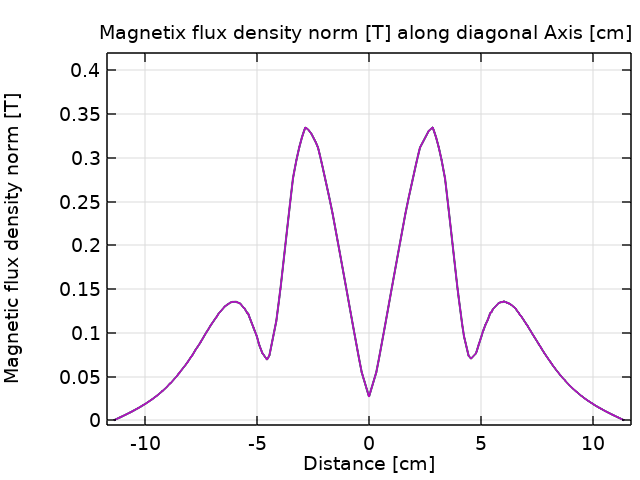 Magnetix flux density norm [T] along diagonal Axis [cm]
Magnetic flux density norm [T]
0.4
0.35
0.3
0.25
0.2
0.15
0.1
0.05
0
-10 -5 0 5 10
Distance [cm]